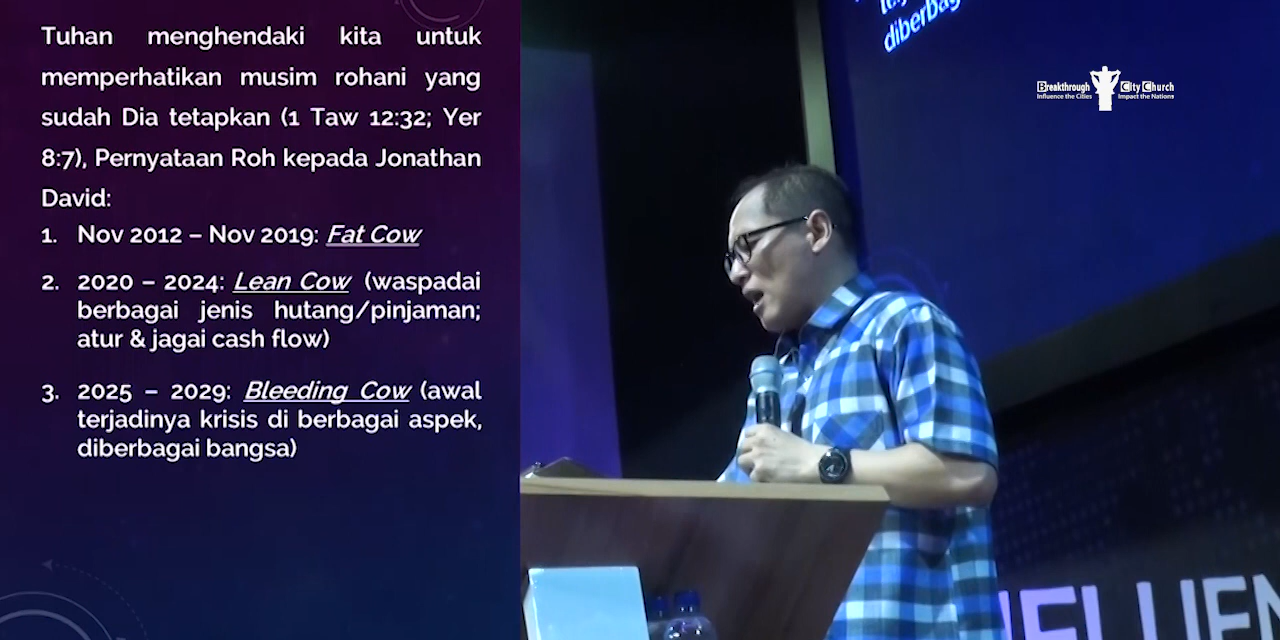 Tuhan menghendaki kita untuk
memperhatikan musim rohani yang
sudah Dia tetapkan (1 Taw 12:32; Yer
8:7), Pernyataan Roh kepada Jonathan
David:
1. Nov 2012 – Nov 2019: Fat Cow
2. 2020 – 2024: Lean Cow (waspadai
berbagai jenis hutang/pinjaman;
atur & jagai cash flow)
3. 2025 – 2029: Bleeding Cow (awal
terjadinya krisis di berbagai aspek,
diberbagai bangsa)
Breakthrough City Church
Influence the Cities Impact the Nations